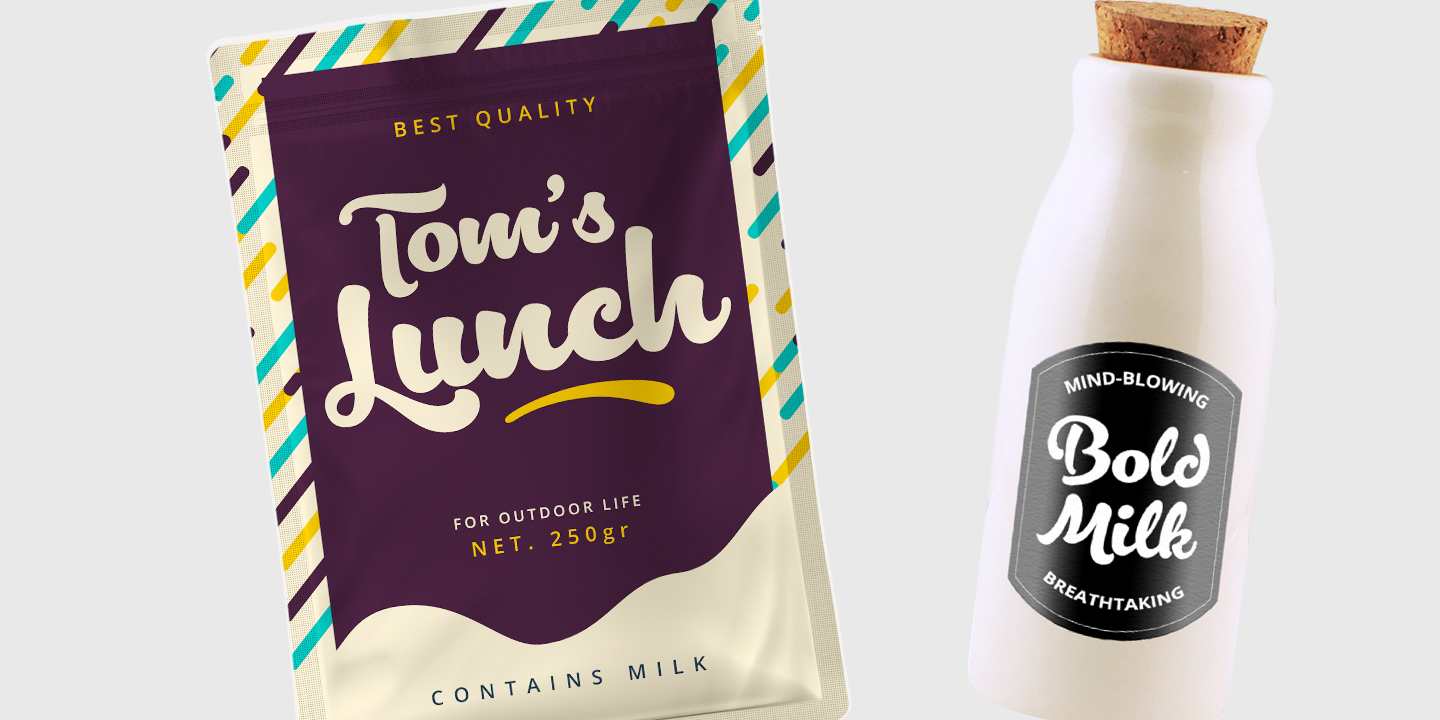 BEST QUALITY
Tom's
Lunch
FOR OUTDOOR LIFE
NET. 250gr
CONTAINS MILK
MIND-BLOWING
Bold
Milk
BREATHTAKING